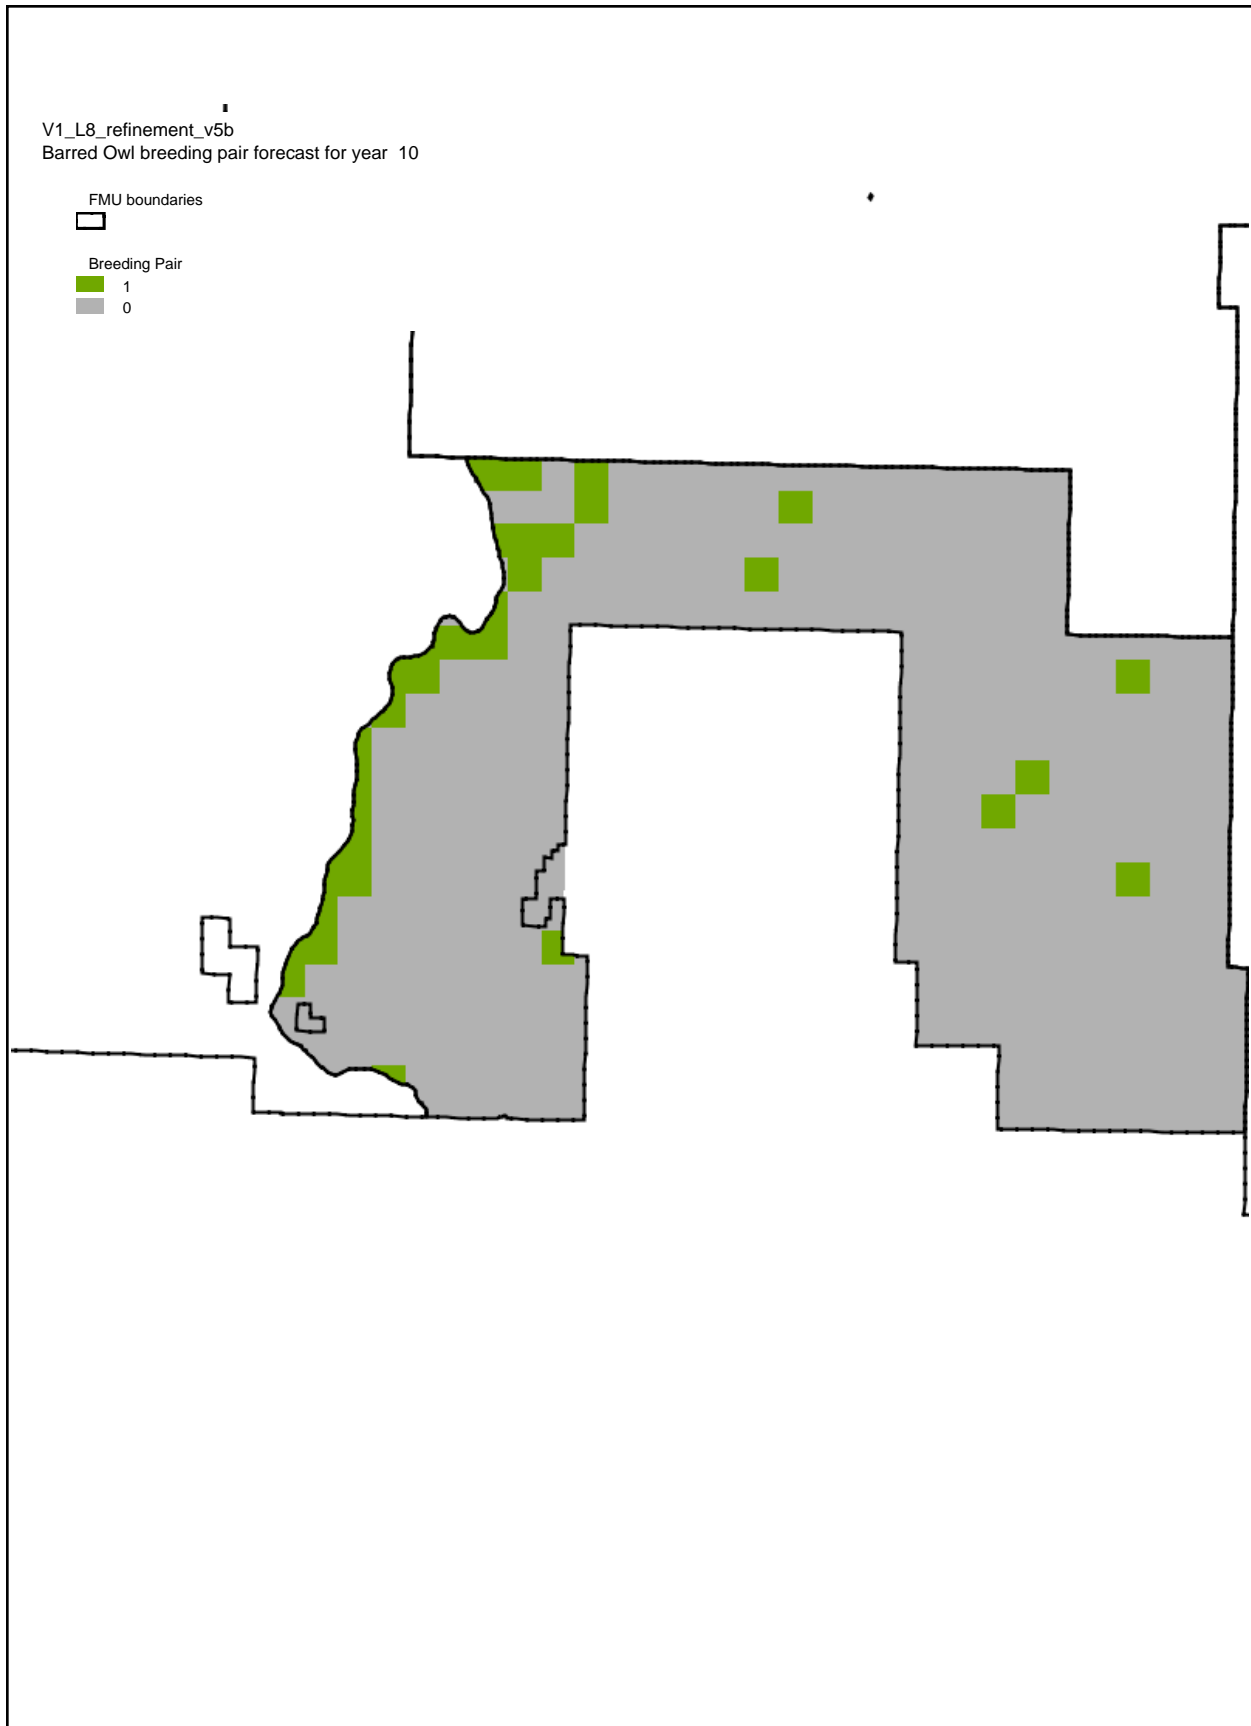 V1_L8_refinement_v5b
Barred Owl breeding pair forecast for year  10
FMU boundaries
Breeding Pair
1
0